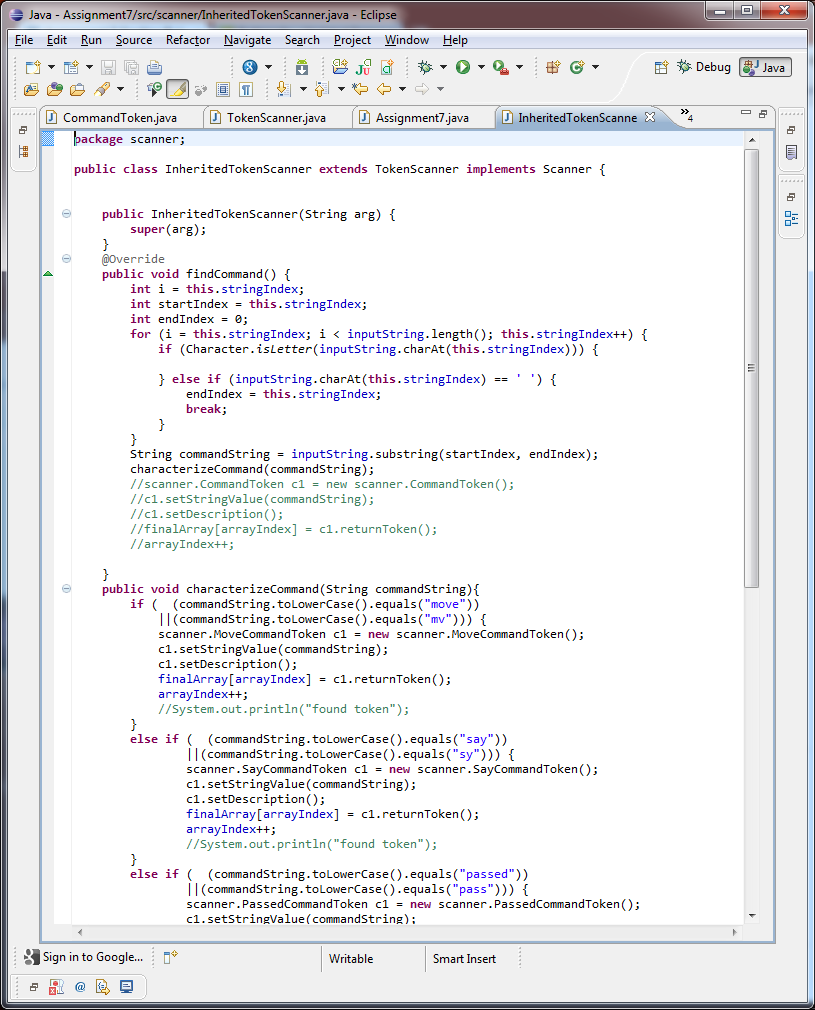 Java - Assignment7/src/scanner/InheritedTokenScanner.java - Eclipse
File Edit Run Source Refactor Navigate Search Project Window Help
Debug Java
CommandToken.java TokenScanner.java Assignment7.java InheritedTokenScanne »4
package scanner;
public class InheritedTokenScanner extends TokenScanner implements Scanner {
public InheritedTokenScanner(String arg) {
super(arg);
}
@Override
public void findCommand() {
int i = this.stringIndex;
int startIndex = this.stringIndex;
int endIndex = 0;
for (i = this.stringIndex; i < inputString.length(); this.stringIndex++) {
if (Character.isLetter(inputString.charAt(this.stringIndex))) {
} else if (inputString.charAt(this.stringIndex) == ' ') {
endIndex = this.stringIndex;
break;
}
}
String commandString = inputString.substring(startIndex, endIndex);
characterizeCommand(commandString);
//scanner.CommandToken c1 = new scanner.CommandToken();
//c1.setStringValue(commandString);
//c1.setDescription();
//finalArray[arrayIndex] = c1.returnToken();
//arrayIndex++;
}
public void characterizeCommand(String commandString){
if (  (commandString.toLowerCase().equals("move"))
||(commandString.toLowerCase().equals("mv"))) {
scanner.MoveCommandToken c1 = new scanner.MoveCommandToken();
c1.setStringValue(commandString);
c1.setDescription();
finalArray[arrayIndex] = c1.returnToken();
arrayIndex++;
//System.out.println("found token");
}
else if (  (commandString.toLowerCase().equals("say"))
||(commandString.toLowerCase().equals("sy"))) {
scanner.SayCommandToken c1 = new scanner.SayCommandToken();
c1.setStringValue(commandString);
c1.setDescription();
finalArray[arrayIndex] = c1.returnToken();
arrayIndex++;
//System.out.println("found token");
}
else if (  (commandString.toLowerCase().equals("passed"))
||(commandString.toLowerCase().equals("pass"))) {
scanner.PassedCommandToken c1 = new scanner.PassedCommandToken();
c1.setStringValue(commandString);
Sign in to Google... Writable Smart Insert